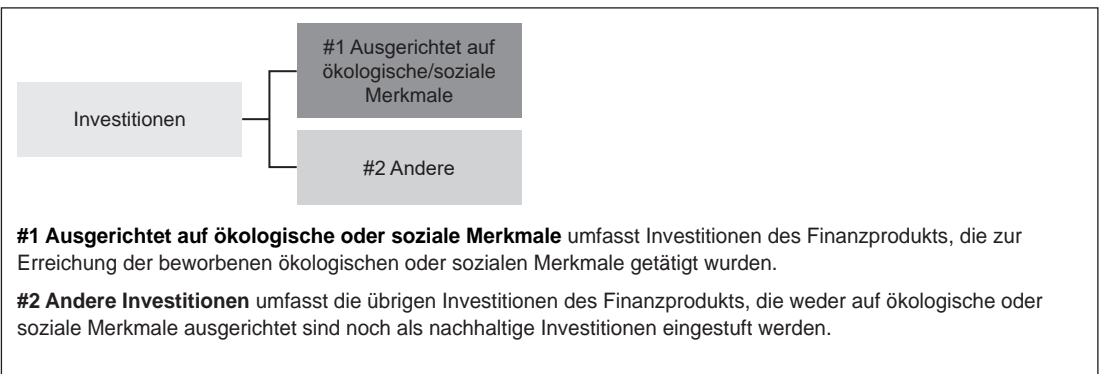 #1 Ausgerichtet auf
ökologische/soziale
Merkmale
Investitionen
#2 Andere
#1 Ausgerichtet auf ökologische oder soziale Merkmale umfasst Investitionen des Finanzprodukts, die zur
Erreichung der beworbenen ökologischen oder sozialen Merkmale getätigt wurden.
#2 Andere Investitionen umfasst die übrigen Investitionen des Finanzprodukts, die weder auf ökologische oder
soziale Merkmale ausgerichtet sind noch als nachhaltige Investitionen eingestuft werden.